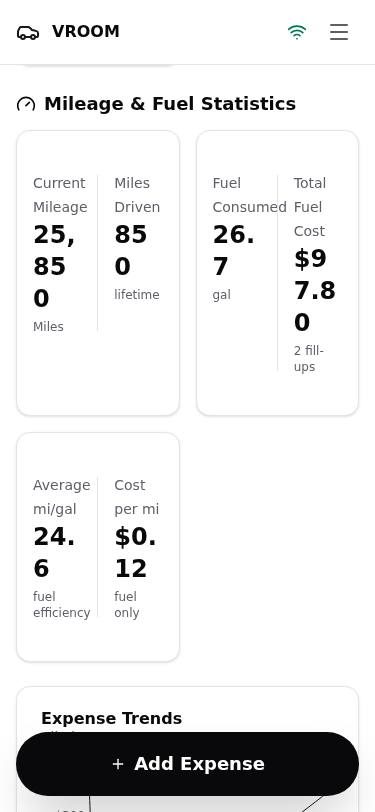 VROOM
Mileage & Fuel Statistics
Current
Mileage
25,
85
0
Miles
Miles
Driven
85
0
lifetime
Fuel
Consumed
26.
7
gal
Total
Fuel
Cost
$9
7.8
0
2 fill-
ups
Average
mi/gal
24.
6
fuel
efficiency
Cost
per mi
$0.
12
fuel
only
Expense Trends
+ Add Expense